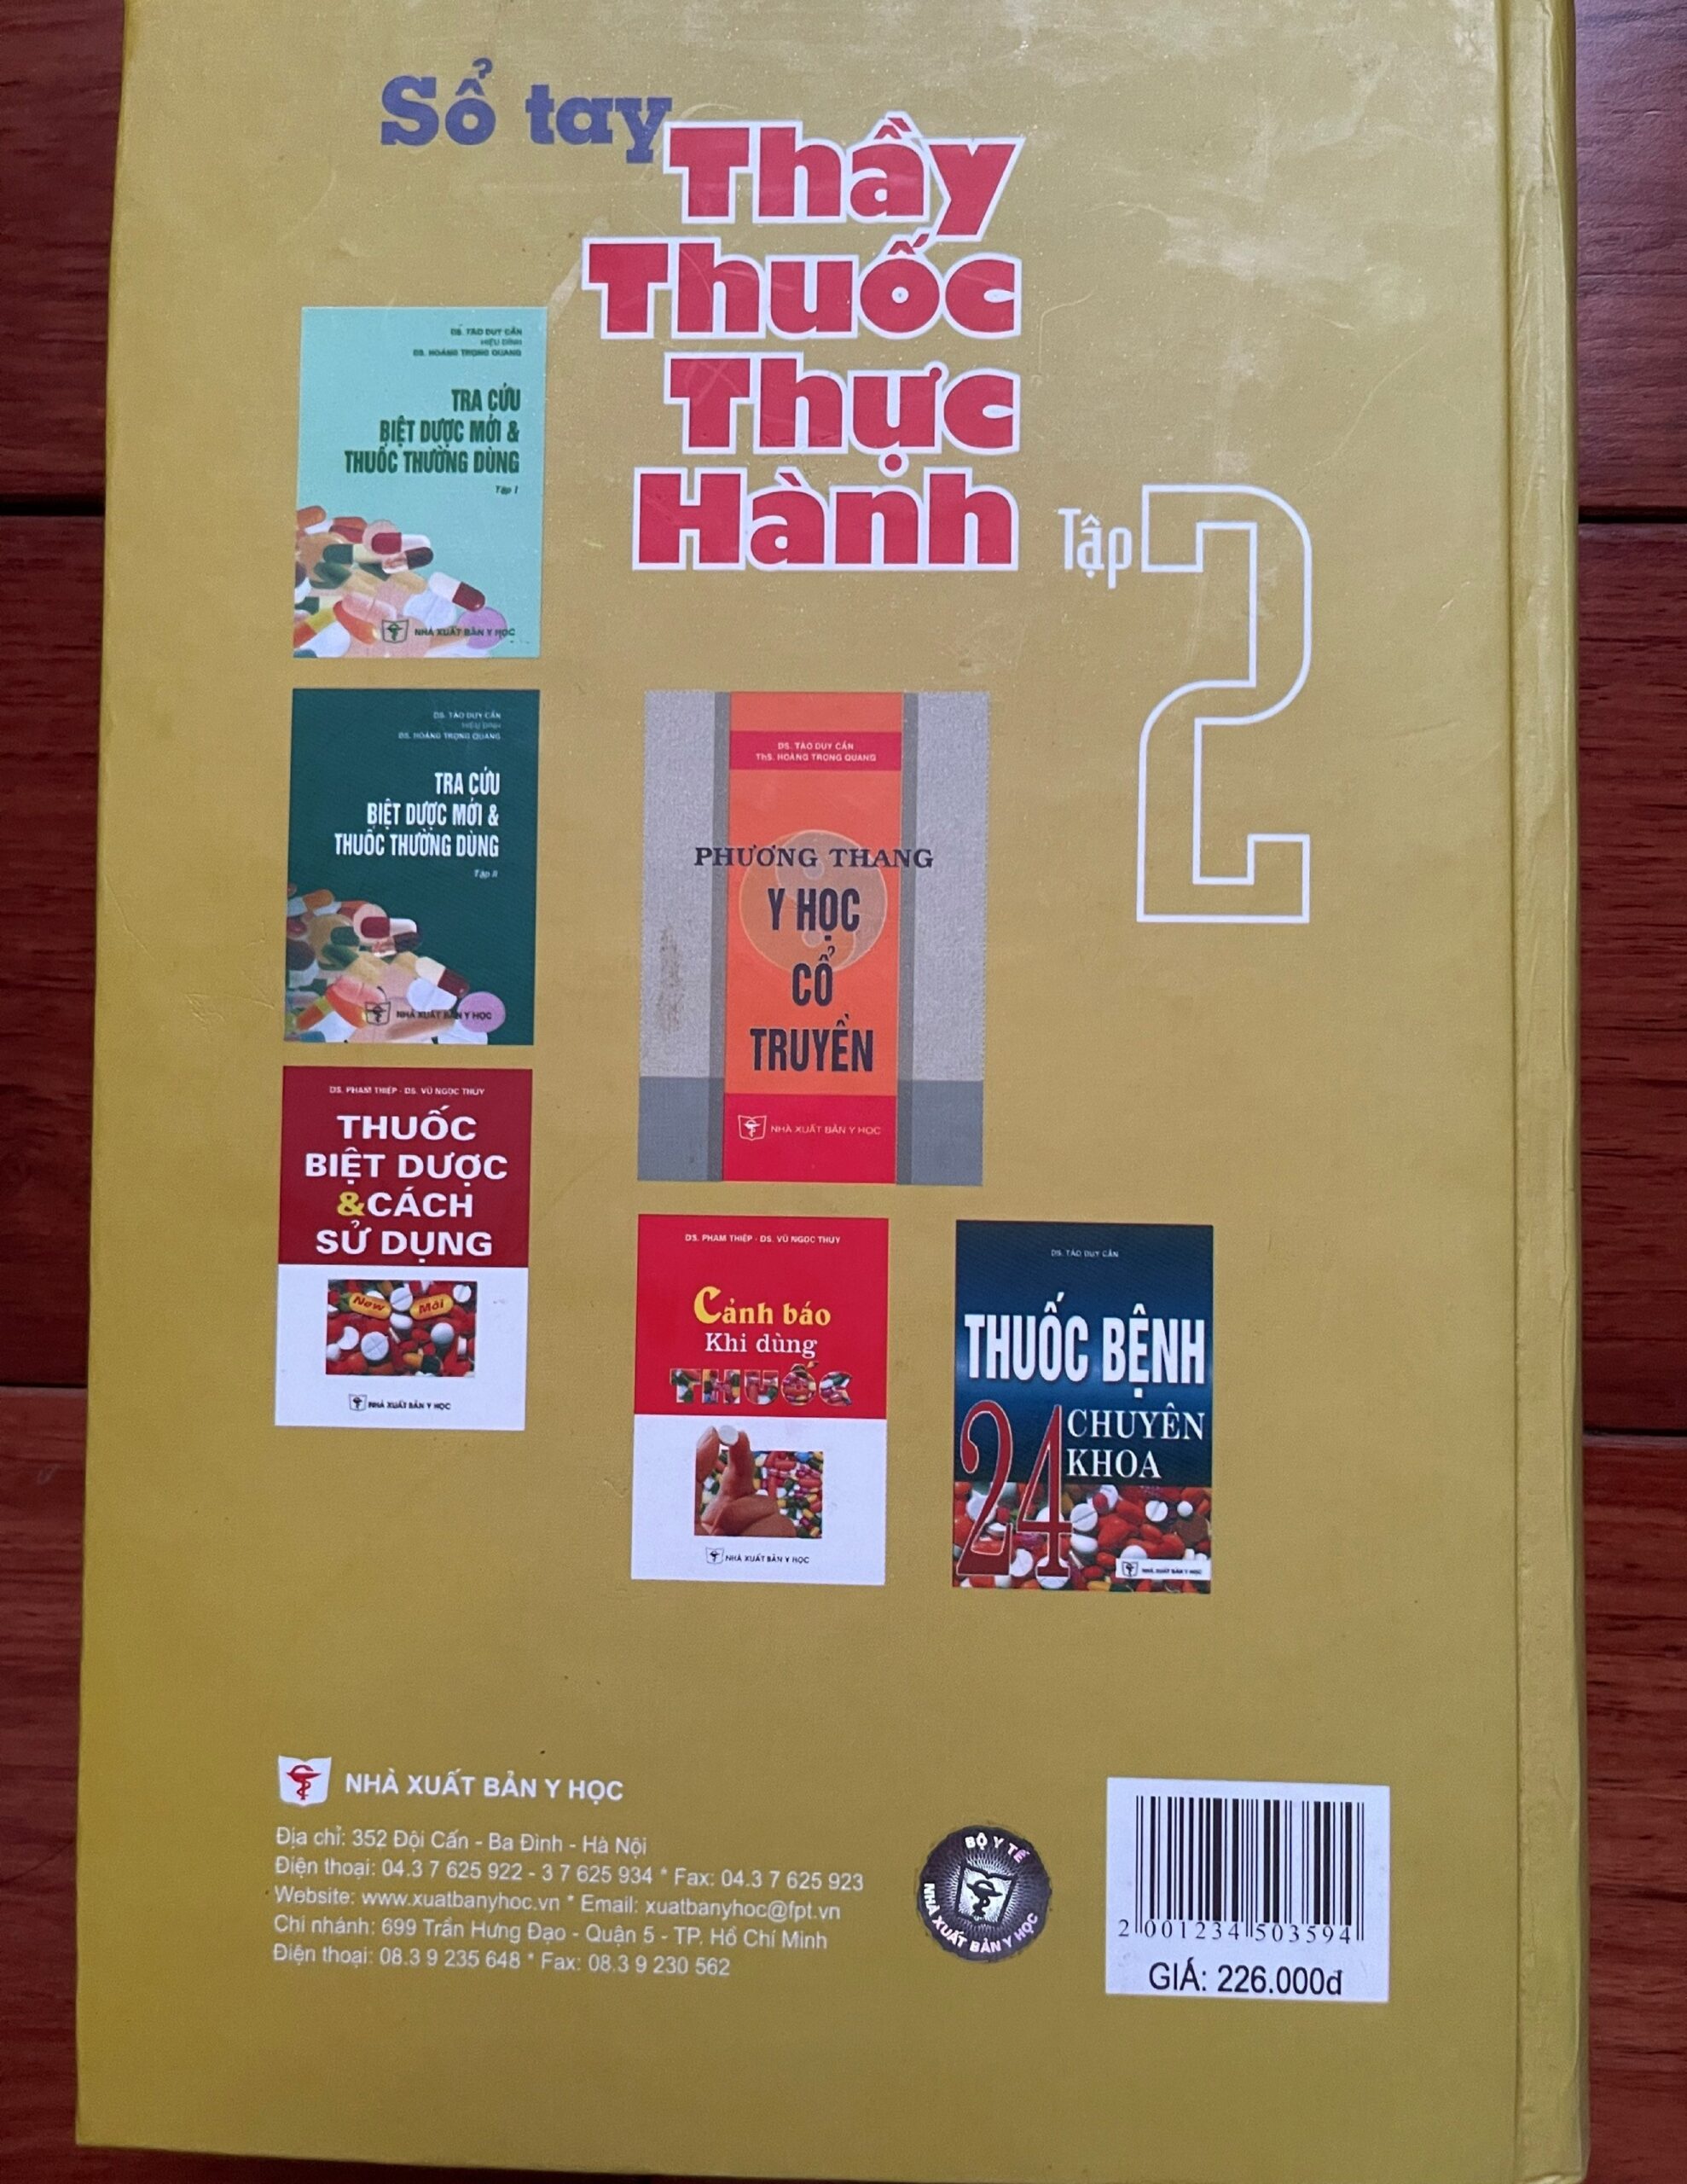 Sổ tay
Thầy
Thuốc
Thực
Hành
Tập 2
DS. TÀO DUY CẦN
HIỆU ĐÍNH
DS. HOÀNG TRỌNG QUANG
TRA CỨU
BIỆT DƯỢC MỚI &
THUỐC THƯỜNG DÙNG
Tập I
NHÀ XUẤT BẢN Y HỌC
DS. TÀO DUY CẦN
HIỆU ĐÍNH
DS. HOÀNG TRỌNG QUANG
TRA CỨU
BIỆT DƯỢC MỚI &
THUỐC THƯỜNG DÙNG
Tập II
NHÀ XUẤT BẢN Y HỌC
DS. TÀO DUY CẦN
ThS. HOÀNG TRỌNG QUANG
PHƯƠNG THANG
Y HỌC
CỔ
TRUYỀN
NHÀ XUẤT BẢN Y HỌC
DS. PHẠM THIỆP - DS. VŨ NGỌC THÚY
THUỐC
BIỆT DƯỢC
&CÁCH
SỬ DỤNG
New Mới
NHÀ XUẤT BẢN Y HỌC
DS. PHẠM THIỆP - DS. VŨ NGỌC THÚY
Cảnh báo
Khi dùng
THUỐC
NHÀ XUẤT BẢN Y HỌC
DS. TÀO DUY CẦN
THUỐC BỆNH
24 CHUYÊN
KHOA
NHÀ XUẤT BẢN Y HỌC
NHÀ XUẤT BẢN Y HỌC
Địa chỉ: 352 Đội Cấn - Ba Đình - Hà Nội
Điện thoại: 04.3 7 625 922 - 3 7 625 934 * Fax: 04.3 7 625 923
Website: www.xuatbanyhoc.vn * Email: xuatbanyhoc@fpt.vn
Chi nhánh: 699 Trần Hưng Đạo - Quận 5 - TP. Hồ Chí Minh
Điện thoại: 08.3 9 235 648 * Fax: 08.3 9 230 562
BỘ Y TẾ
NHÀ XUẤT BẢN Y HỌC
2 001234 503594
GIÁ: 226.000đ